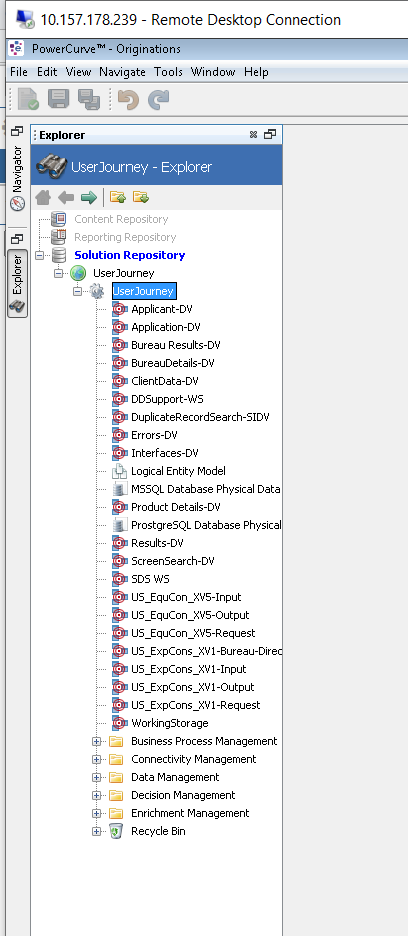 10.157.178.239 - Remote Desktop Connection
PowerCurve™ - Originations
File Edit View Navigate Tools Window Help
Explorer
Navigator
UserJourney - Explorer
Content Repository
Reporting Repository
Solution Repository
Explorer
UserJourney
UserJourney
Applicant-DV
Application-DV
Bureau Results-DV
BureauDetails-DV
ClientData-DV
DDSupport-WS
DuplicateRecordSearch-SIDV
Errors-DV
Interfaces-DV
Logical Entity Model
MSSQL Database Physical Data
Product Details-DV
ProstgreSQL Database Physical
Results-DV
ScreenSearch-DV
SDS WS
US_EquCon_XV5-Input
US_EquCon_XV5-Output
US_EquCon_XV5-Request
US_ExpCons_XV1-Bureau-Direc
US_ExpCons_XV1-Input
US_ExpCons_XV1-Output
US_ExpCons_XV1-Request
WorkingStorage
Business Process Management
Connectivity Management
Data Management
Decision Management
Enrichment Management
Recycle Bin